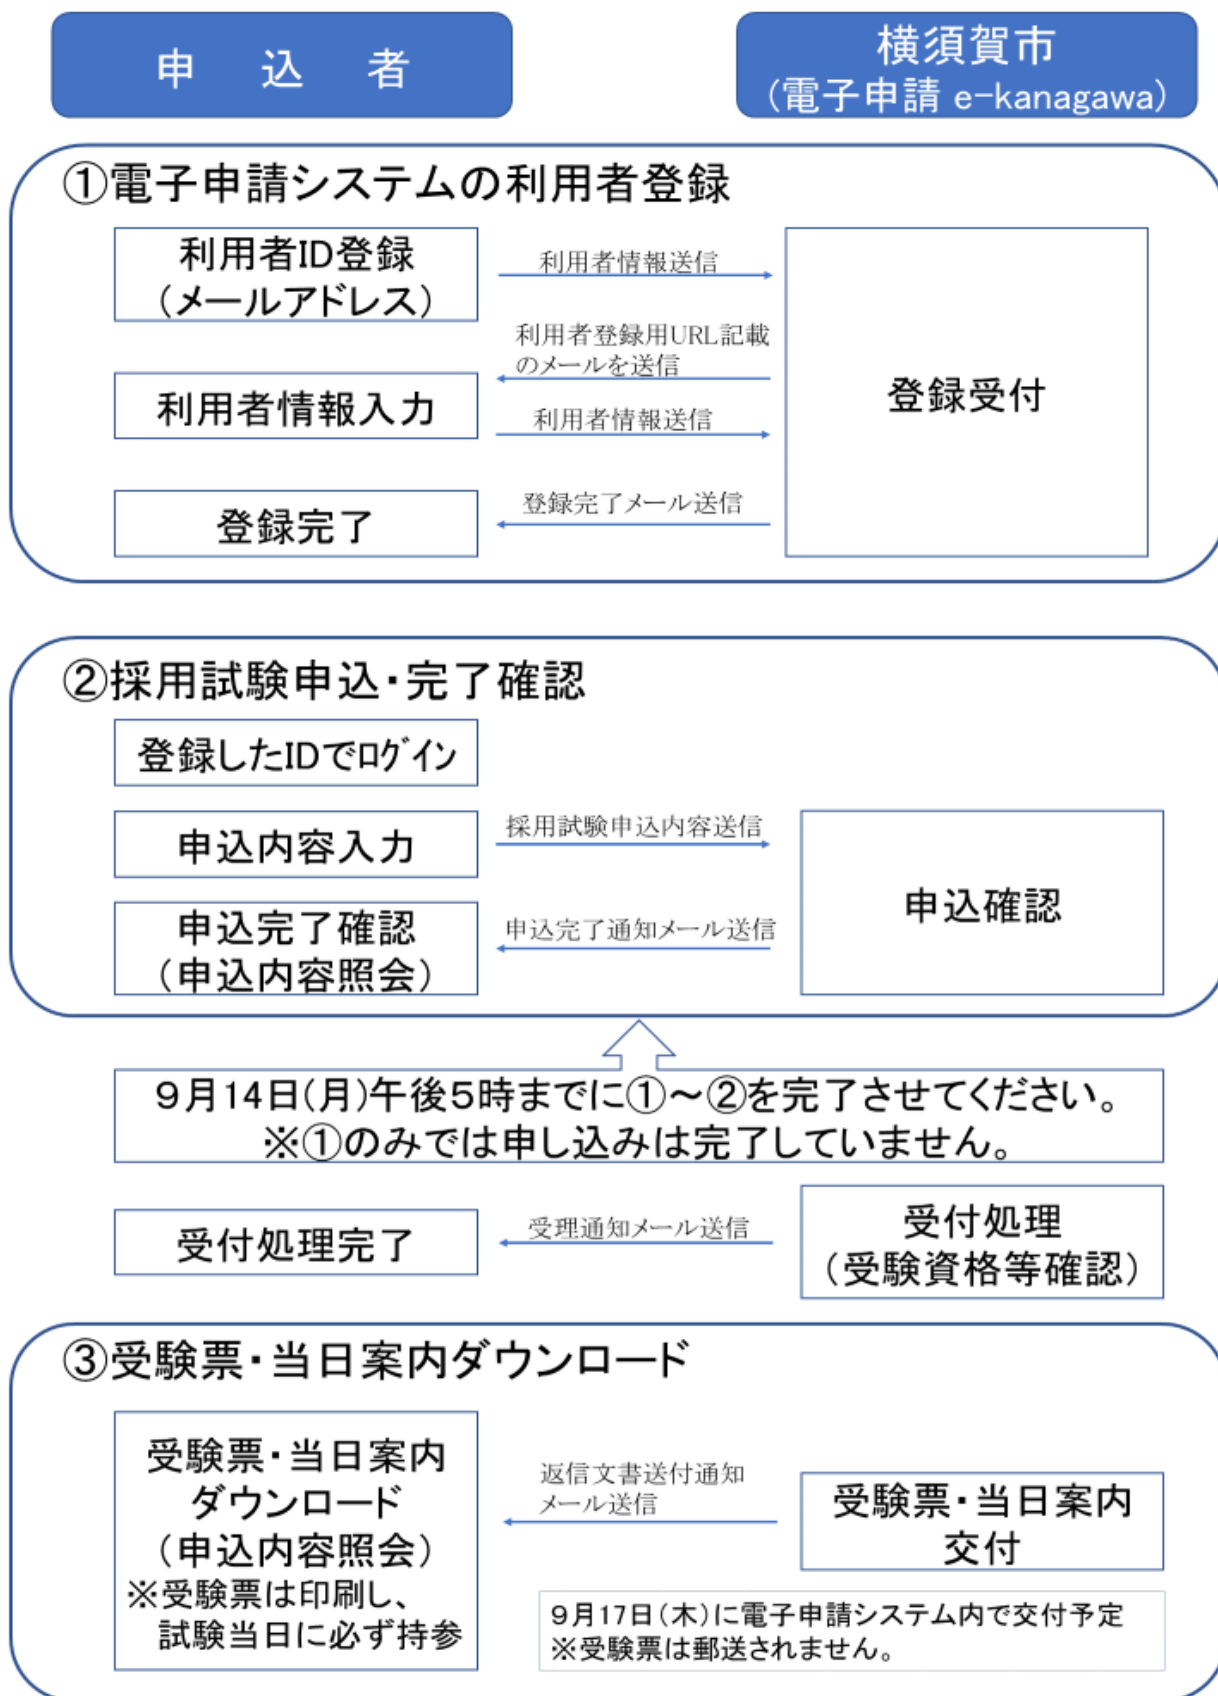 申　込　者
横須賀市
(電子申請 e-kanagawa)
①電子申請システムの利用者登録
利用者ID登録
（メールアドレス）
利用者情報送信
利用者登録用URL記載
のメールを送信
利用者情報入力
利用者情報送信
登録完了メール送信
登録完了
登録受付
②採用試験申込・完了確認
登録したIDでログイン
申込内容入力
採用試験申込内容送信
申込完了確認
（申込内容照会）
申込完了通知メール送信
申込確認
9月14日(月)午後5時までに①～②を完了させてください。
※①のみでは申し込みは完了していません。
受付処理完了
受理通知メール送信
受付処理
（受験資格等確認）
③受験票・当日案内ダウンロード
受験票・当日案内
ダウンロード
（申込内容照会）
※受験票は印刷し、
試験当日に必ず持参
返信文書送付通知
メール送信
受験票・当日案内
交付
9月17日（木）に電子申請システム内で交付予定
※受験票は郵送されません。